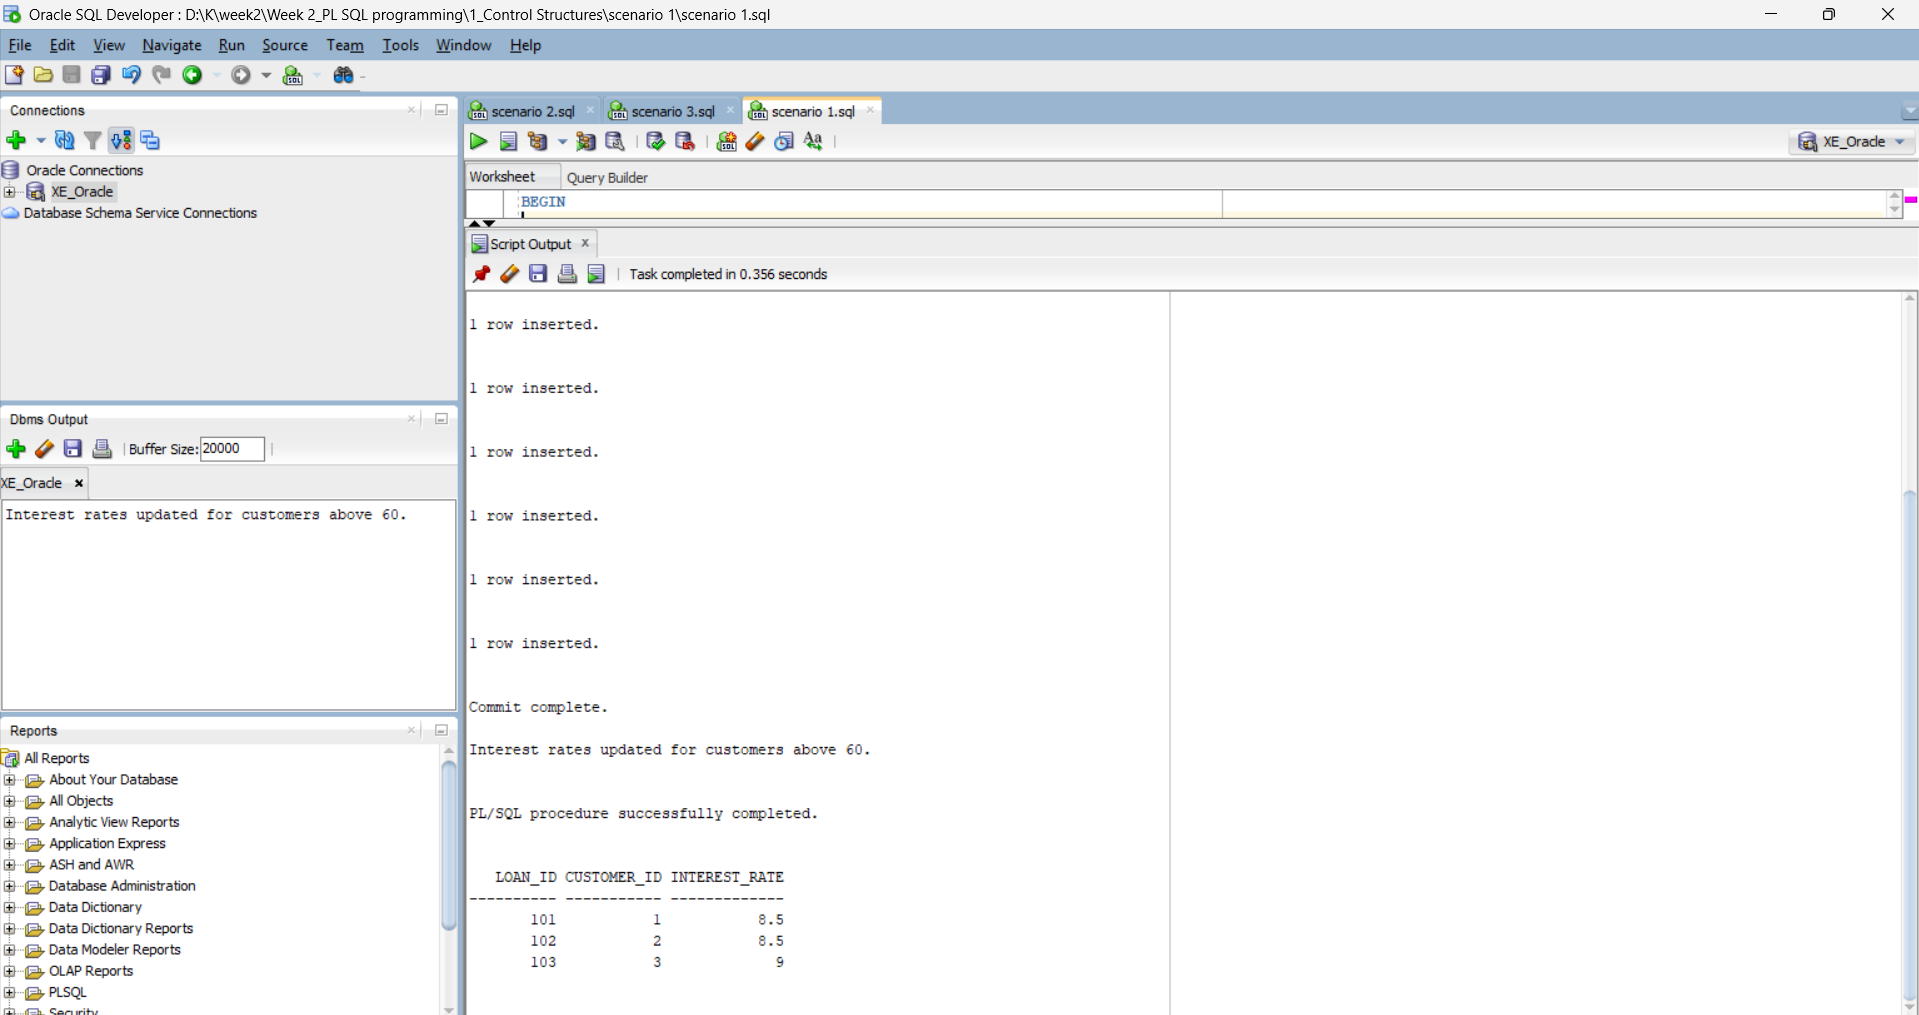 Oracle SQL Developer : D:\K\week2\Week 2_PL SQL programming\1_Control Structures\scenario 1\scenario 1.sql
File Edit View Navigate Run Source Team Tools Window Help
Connections
Oracle Connections
XE_Oracle
Database Schema Service Connections
Dbms Output
Buffer Size: 20000
XE_Oracle
Interest rates updated for customers above 60.
Reports
All Reports
About Your Database
All Objects
Analytic View Reports
Application Express
ASH and AWR
Database Administration
Data Dictionary
Data Dictionary Reports
Data Modeler Reports
OLAP Reports
PLSQL
Security
scenario 2.sql scenario 3.sql scenario 1.sql
XE_Oracle
Worksheet Query Builder
BEGIN
Script Output
Task completed in 0.356 seconds
1 row inserted.
1 row inserted.
1 row inserted.
1 row inserted.
1 row inserted.
1 row inserted.
Commit complete.
Interest rates updated for customers above 60.
PL/SQL procedure successfully completed.
LOAN_ID CUSTOMER_ID INTEREST_RATE
---------- ----------- -------------
101 1 8.5
102 2 8.5
103 3 9